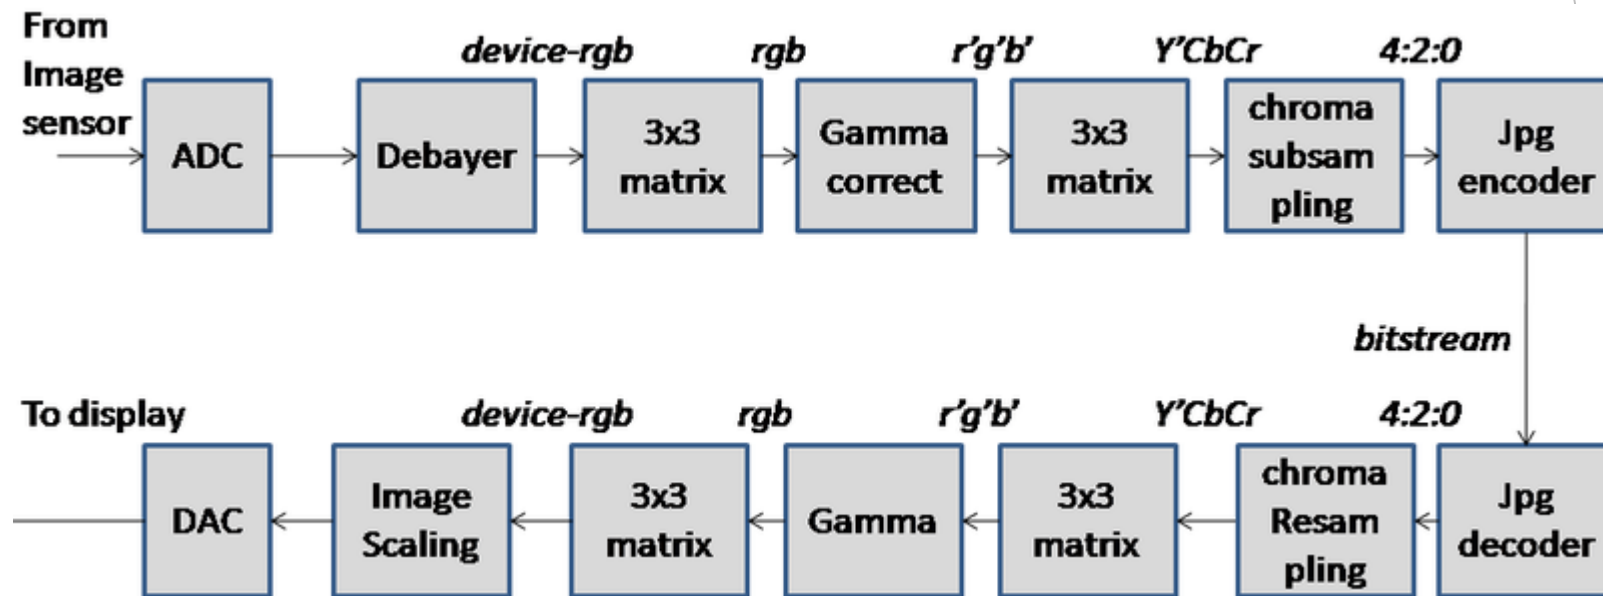 From
Image
sensor
device-rgb rgb r'g'b' Y'CbCr 4:2:0
ADC
Debayer
3x3
matrix
Gamma
correct
3x3
matrix
chroma
subsam
pling
Jpg
encoder
bitstream
To display
device-rgb rgb r'g'b' Y'CbCr 4:2:0
DAC
Image
Scaling
3x3
matrix
Gamma
3x3
matrix
chroma
Resam
pling
Jpg
decoder